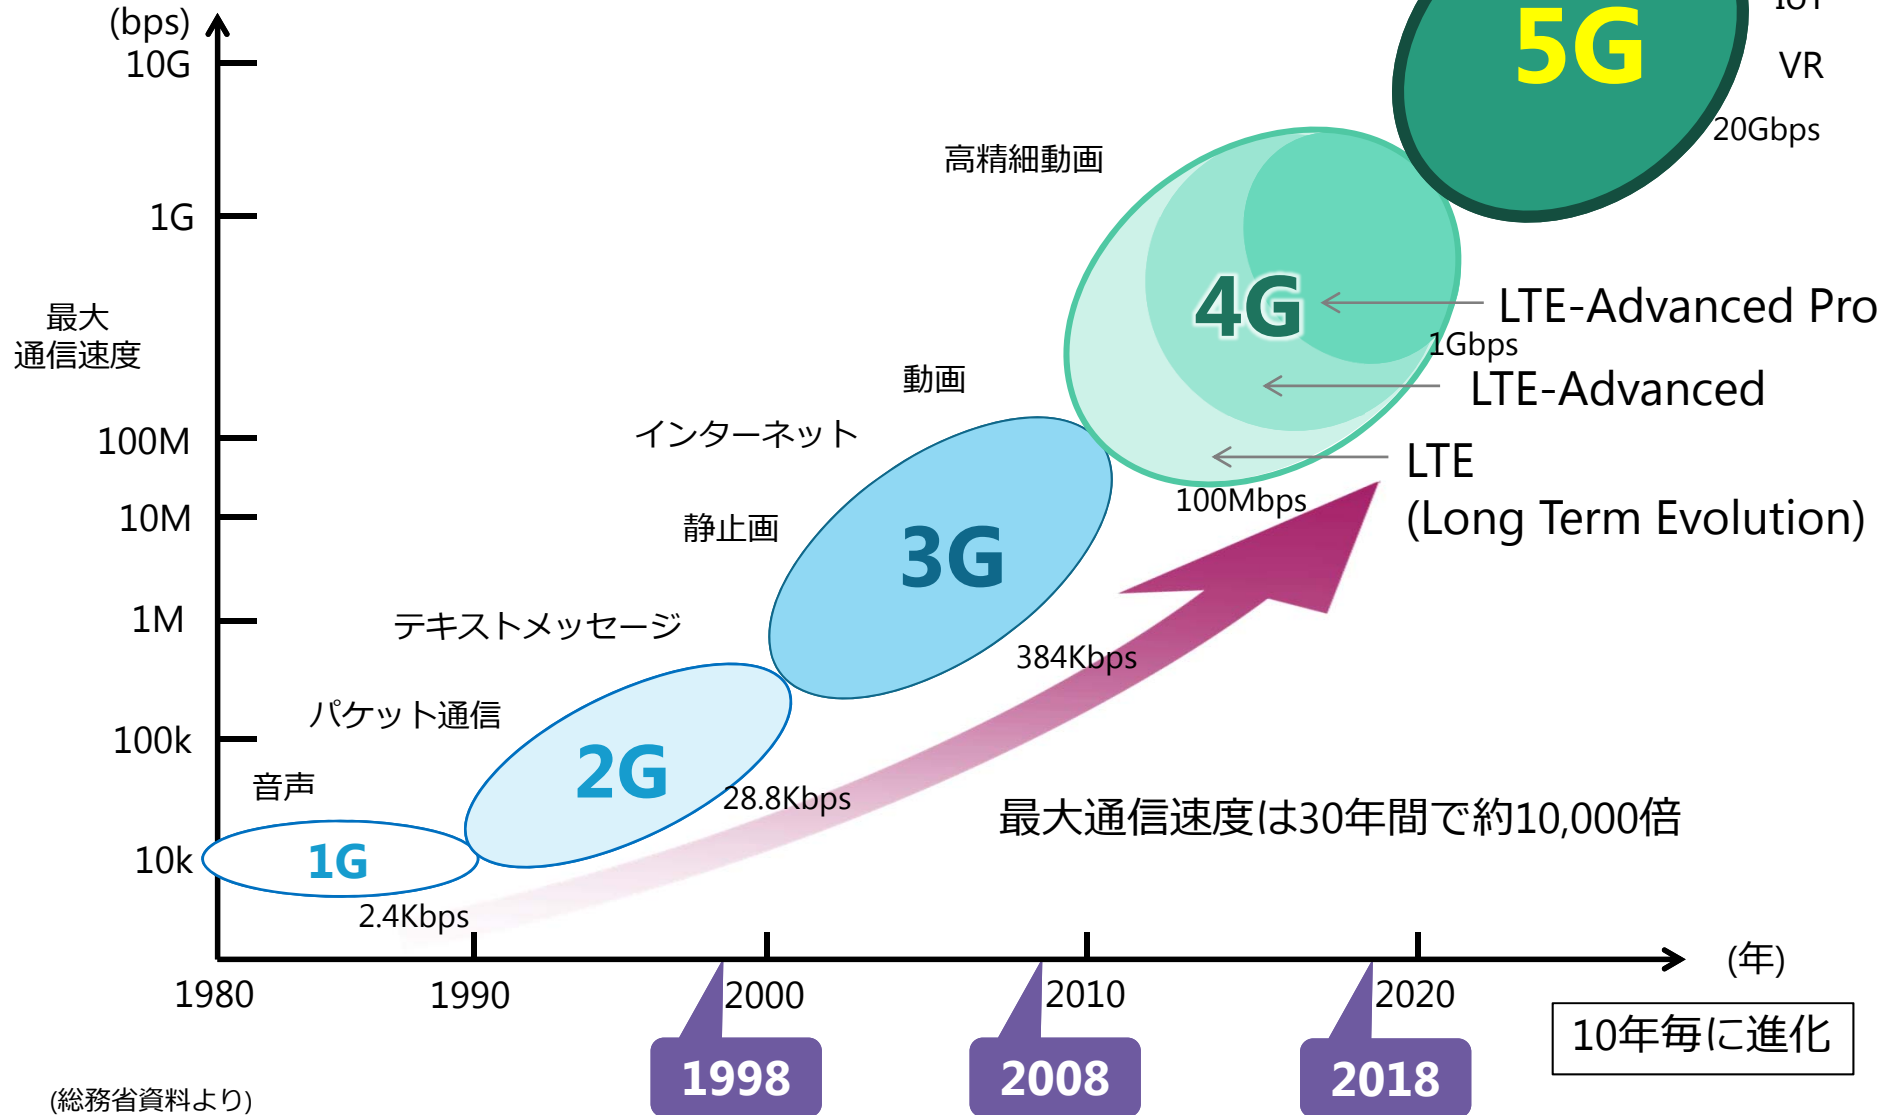 (bps)
10G
1G
最大
通信速度
100M
10M
1M
100k
10k
5G
VR
20Gbps
高精細動画
4G
LTE-Advanced Pro
1Gbps
LTE-Advanced
LTE
(Long Term Evolution)
100Mbps
動画
インターネット
静止画
3G
384Kbps
テキストメッセージ
パケット通信
2G
28.8Kbps
音声
1G
2.4Kbps
最大通信速度は30年間で約10,000倍
(年)
1980
1990
2000
2010
2020
10年毎に進化
1998
2008
2018
(総務省資料より)